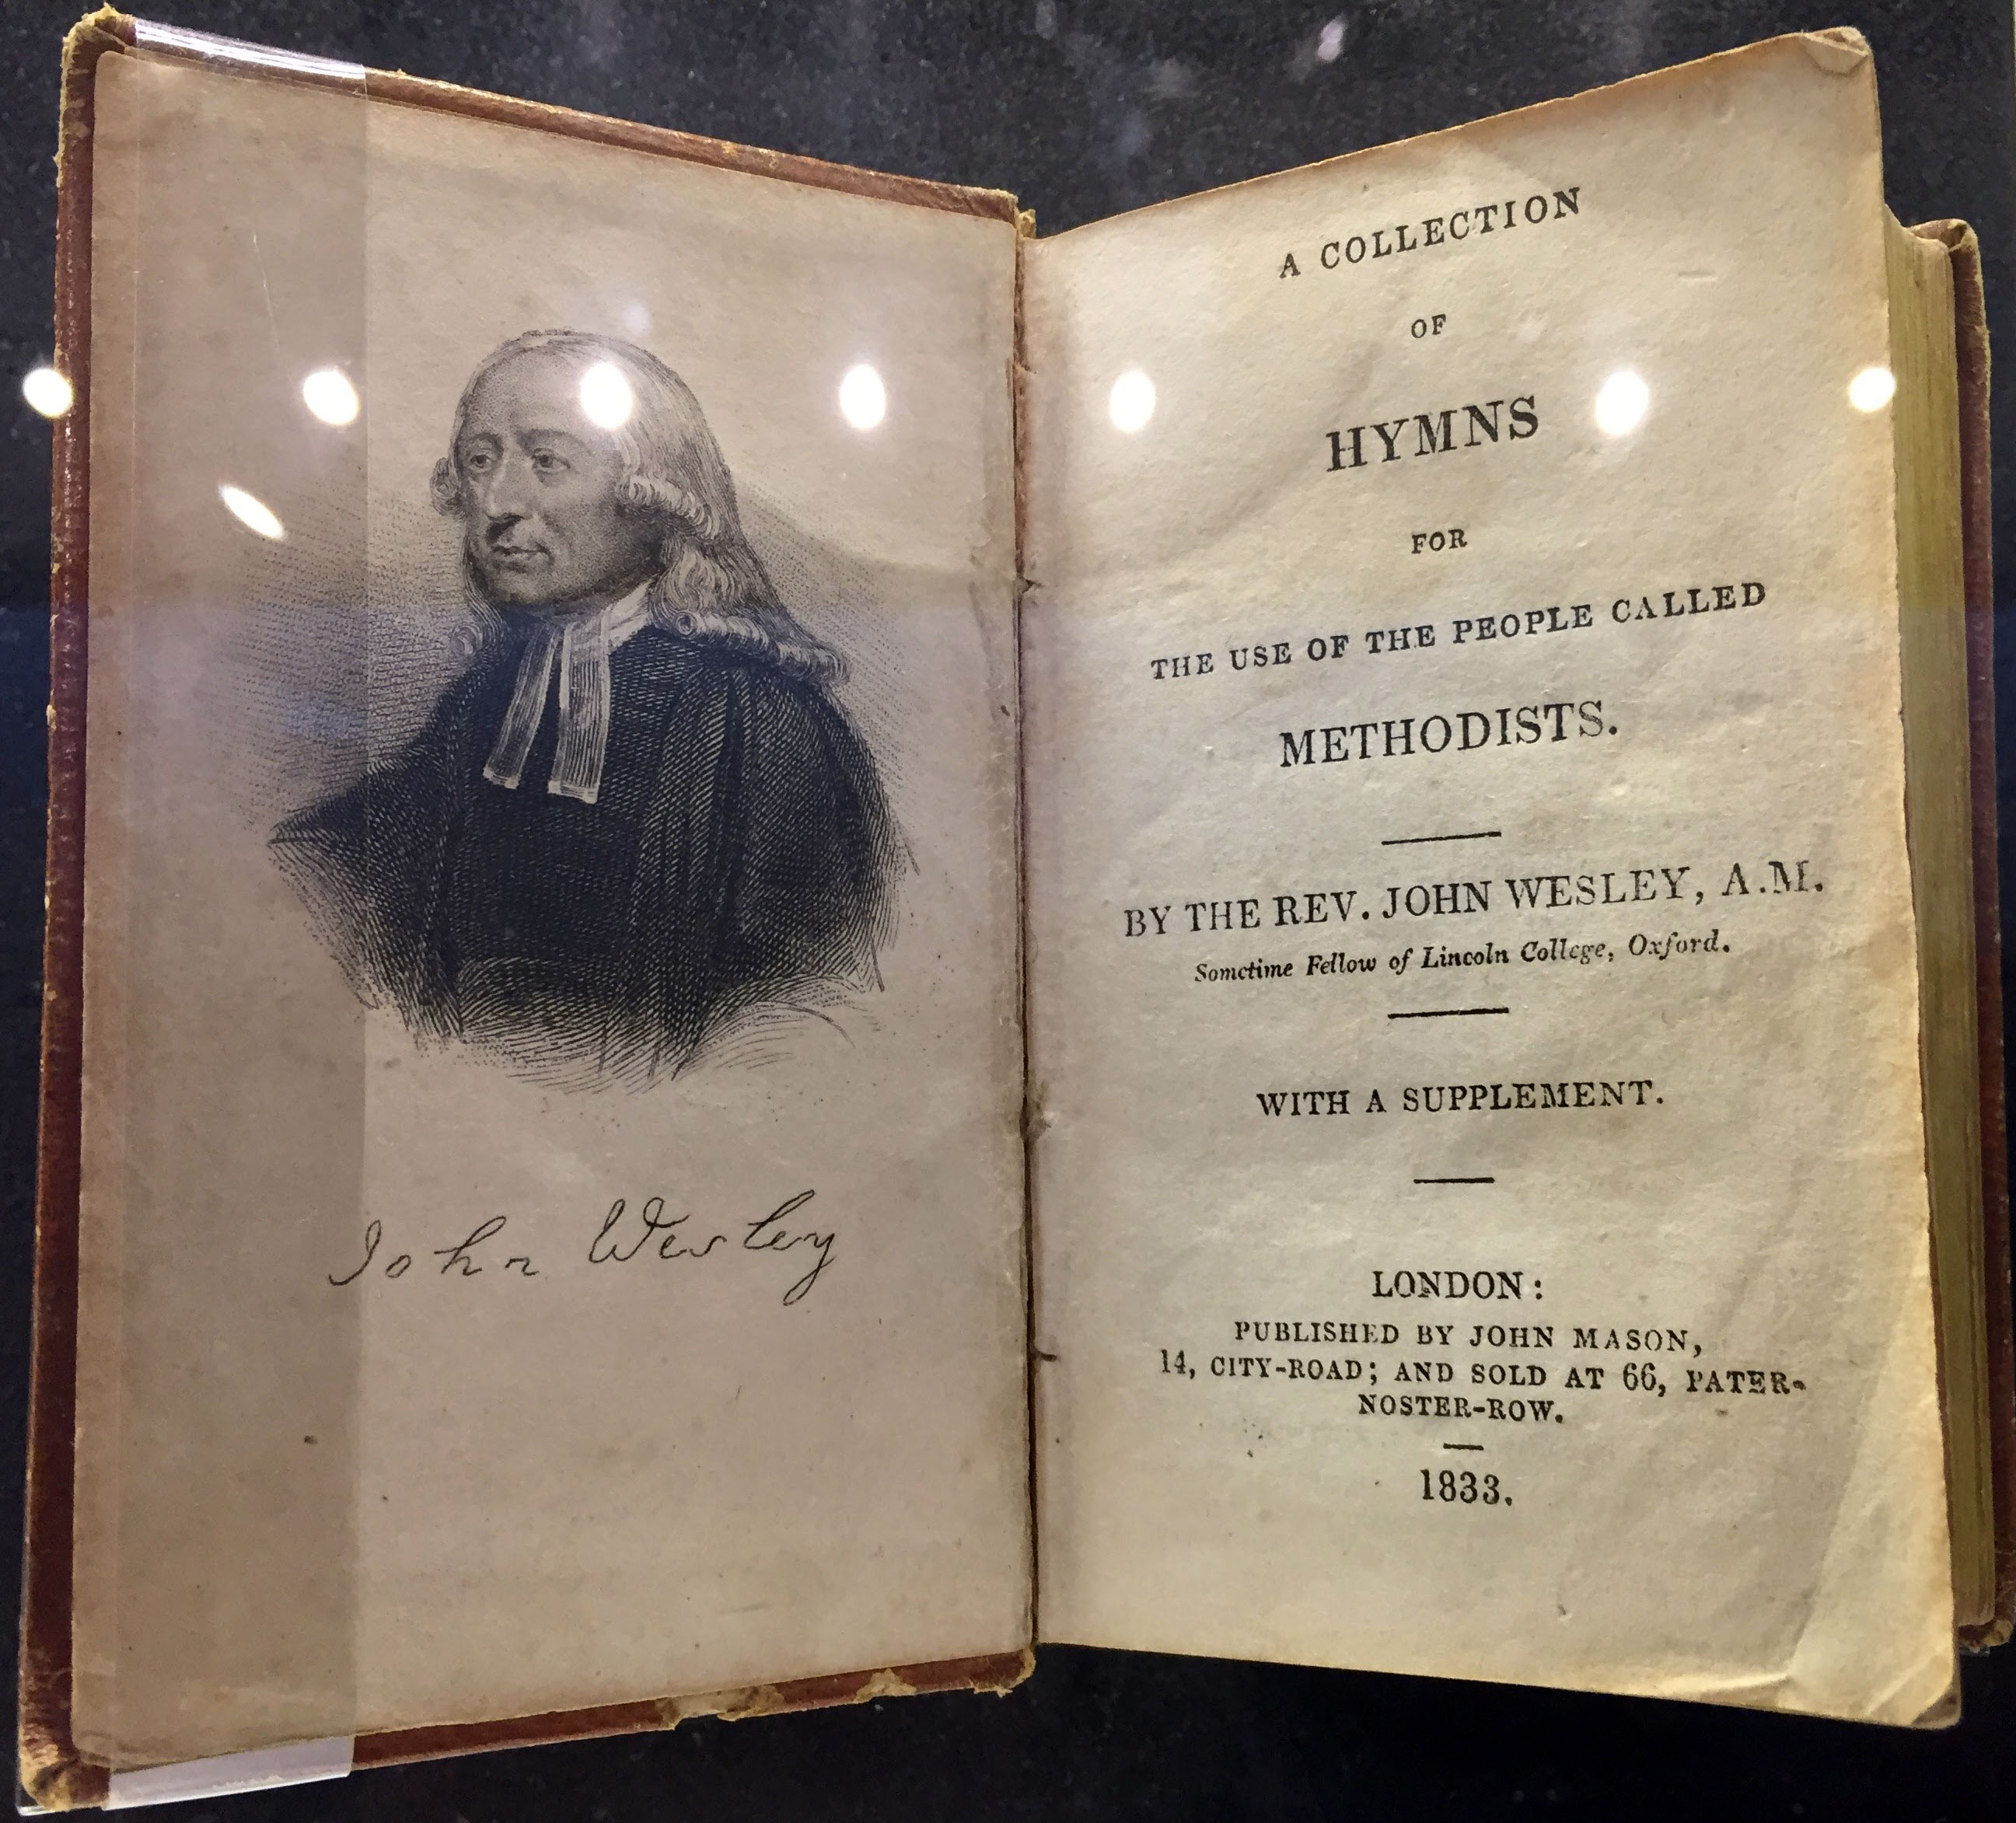 John Wesley
A COLLECTION
OF
HYMNS
FOR
THE USE OF THE PEOPLE CALLED
METHODISTS.
BY THE REV. JOHN WESLEY, A.M.
Sometime Fellow of Lincoln College, Oxford.
WITH A SUPPLEMENT.
LONDON:
PUBLISHED BY JOHN MASON,
14, CITY-ROAD; AND SOLD AT 66, PATER-
NOSTER-ROW.
1833.